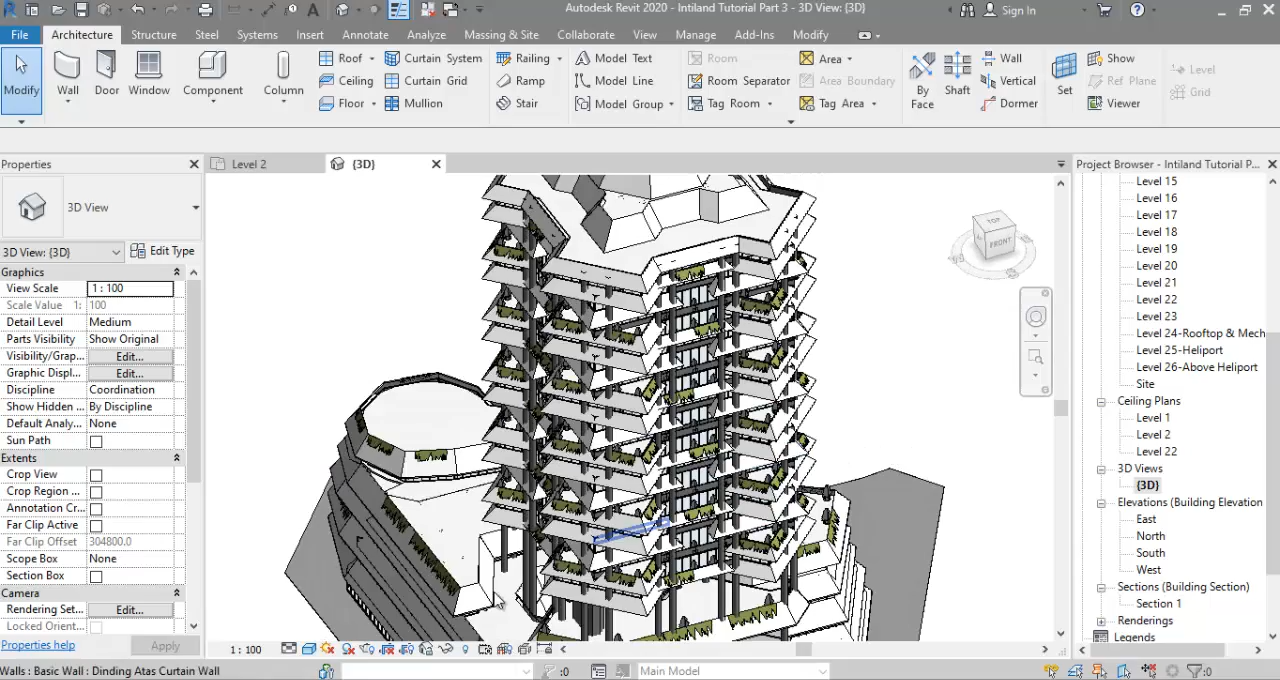 Autodesk Revit 2020 - Intiland Tutorial Part 3 - 3D View: {3D}
Sign In
File Architecture Structure Steel Systems Insert Annotate Analyze Massing & Site Collaborate View Manage Add-Ins Modify
Modify
Wall
Door
Window
Component
Column
Roof
Ceiling
Floor
Curtain System
Curtain Grid
Mullion
Railing
Ramp
Stair
Model Text
Model Line
Model Group
Room
Room Separator
Tag Room
Area
Area Boundary
Tag Area
By
Face
Shaft
Wall
Vertical
Dormer
Level
Grid
Set
Show
Ref Plane
Viewer
Properties
Level 2
{3D}
Project Browser - Intiland Tutorial P...
3D View
3D View: {3D}
Edit Type
Graphics
View Scale 1 : 100
Scale Value 1: 100
Detail Level Medium
Parts Visibility Show Original
Visibility/Grap... Edit...
Graphic Displ... Edit...
Discipline Coordination
Show Hidden ... By Discipline
Default Analy... None
Sun Path
Extents
Crop View
Crop Region ...
Annotation Cr...
Far Clip Active
Far Clip Offset 304800.0
Scope Box None
Section Box
Camera
Rendering Set... Edit...
Locked Orient...
Properties help
Apply
TOP
FRONT
Level 15
Level 16
Level 17
Level 18
Level 19
Level 20
Level 21
Level 22
Level 23
Level 24-Rooftop & Mech
Level 25-Heliport
Level 26-Above Heliport
Site
Ceiling Plans
Level 1
Level 2
Level 22
3D Views
{3D}
Elevations (Building Elevation
East
North
South
West
Sections (Building Section)
Section 1
Renderings
Legends
1 : 100
Walls : Basic Wall : Dinding Atas Curtain Wall
:0
Main Model
:0